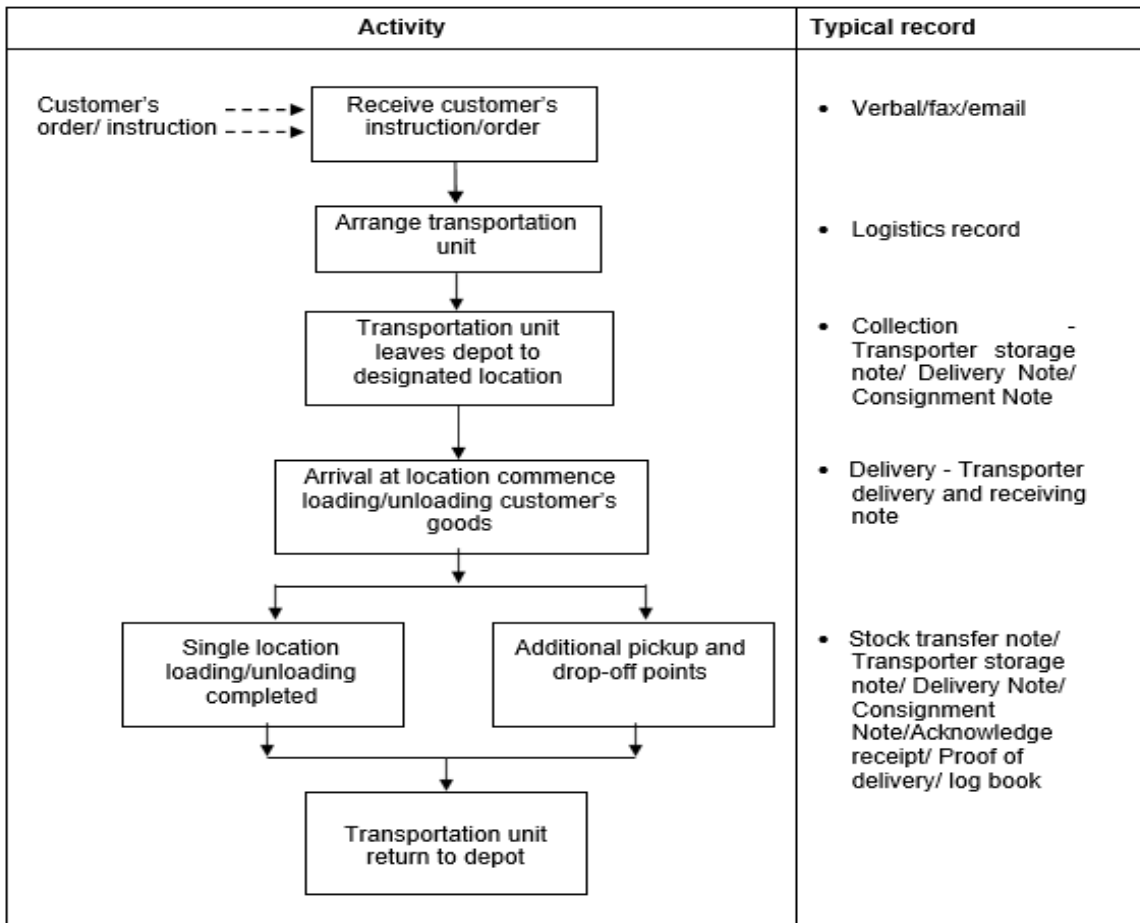 Activity
Typical record
Customer's
order/ instruction
Receive customer's
instruction/order
• Verbal/fax/email
Arrange transportation
unit
• Logistics record
Transportation unit
leaves depot to
designated location
• Collection -
Transporter storage
note/ Delivery Note/
Consignment Note
Arrival at location commence
loading/unloading customer's
goods
• Delivery - Transporter
delivery and receiving
note
Single location
loading/unloading
completed
Additional pickup and
drop-off points
• Stock transfer note/
Transporter storage
note/ Delivery Note/
Consignment
Note/Acknowledge
receipt/ Proof of
delivery/ log book
Transportation unit
return to depot